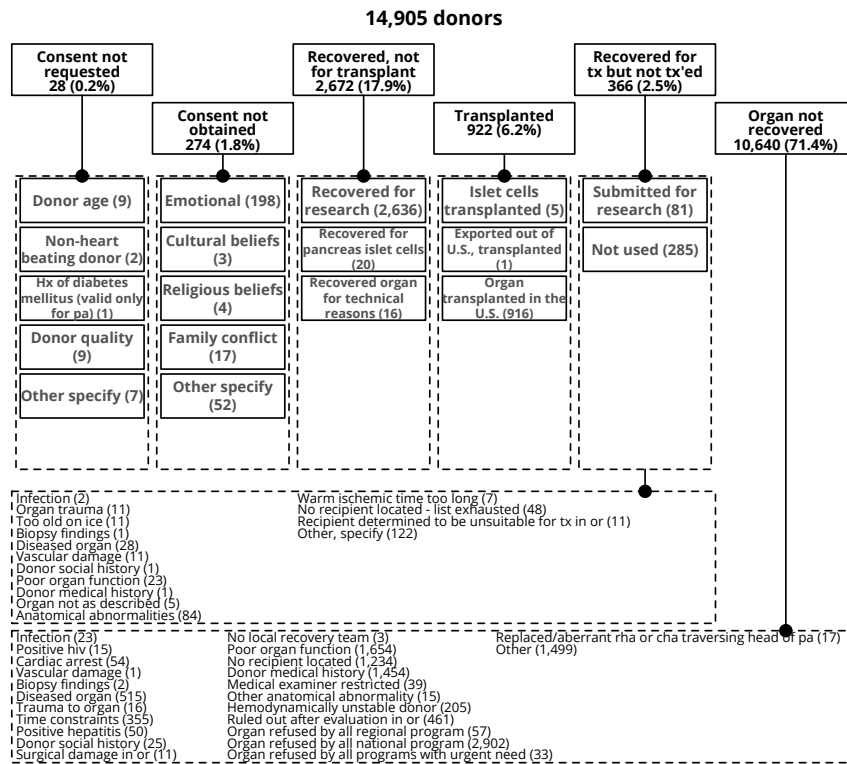 14,905 donors
Consent not
requested
28 (0.2%)
Consent not
obtained
274 (1.8%)
Recovered, not
for transplant
2,672 (17.9%)
Transplanted
922 (6.2%)
Recovered for
tx but not tx'ed
366 (2.5%)
Organ not
recovered
10,640 (71.4%)
Donor age (9)
Non-heart
beating donor (2)
Hx of diabetes
mellitus (valid only
for pa) (1)
Donor quality
(9)
Other specify (7)
Emotional (198)
Cultural beliefs
(3)
Religious beliefs
(4)
Family conflict
(17)
Other specify
(52)
Recovered for
research (2,636)
Recovered for
pancreas islet cells
(20)
Recovered organ
for technical
reasons (16)
Islet cells
transplanted (5)
Exported out of
U.S., transplanted
(1)
Organ
transplanted in the
U.S. (916)
Submitted for
research (81)
Not used (285)
Infection (2)
Organ trauma (11)
Too old on ice (11)
Biopsy findings (1)
Diseased organ (28)
Vascular damage (11)
Donor social history (1)
Poor organ function (23)
Donor medical history (1)
Organ not as described (5)
Anatomical abnormalities (84)
Warm ischemic time too long (7)
No recipient located - list exhausted (48)
Recipient determined to be unsuitable for tx in or (11)
Other, specify (122)
Infection (23)
Positive hiv (15)
Cardiac arrest (54)
Vascular damage (1)
Biopsy findings (2)
Diseased organ (515)
Trauma to organ (16)
Time constraints (355)
Positive hepatitis (50)
Donor social history (25)
Surgical damage in or (11)
No local recovery team (3)
Poor organ function (1,654)
No recipient located (1,234)
Donor medical history (1,454)
Medical examiner restricted (39)
Other anatomical abnormality (15)
Hemodynamically unstable donor (205)
Ruled out after evaluation in or (461)
Organ refused by all regional program (57)
Organ refused by all national program (2,902)
Organ refused by all programs with urgent need (33)
Replaced/aberrant rha or cha traversing head of pa (17)
Other (1,499)